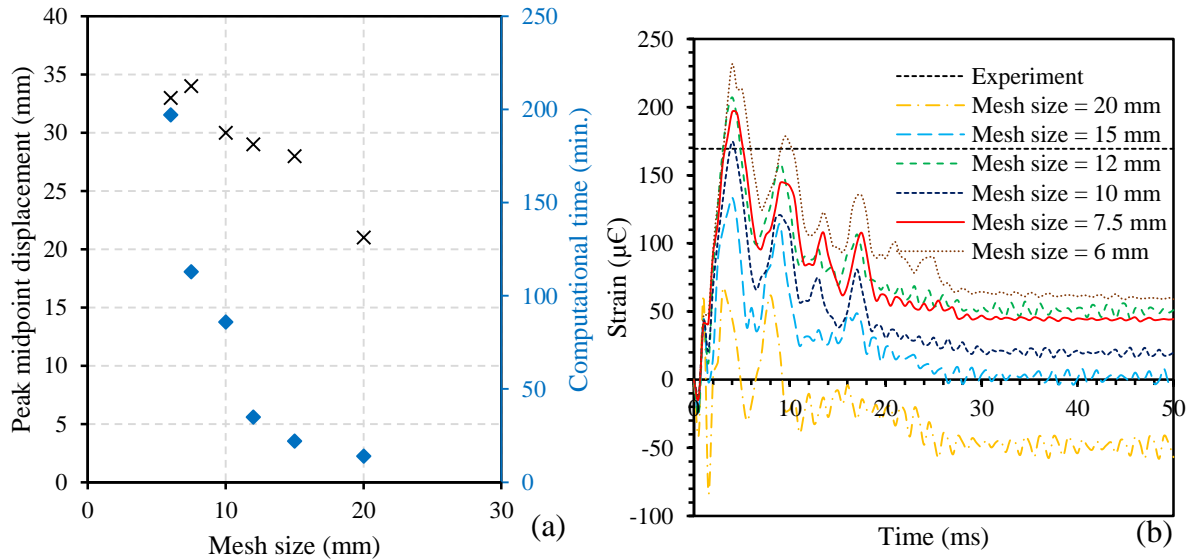 40
35
30
25
20
15
10
5
0
Peak midpoint displacement (mm)
250
200
150
100
50
0
Computational time (min.)
0 10 20 30
Mesh size (mm)
(a)
250
200
150
100
50
0
-50
-100
Strain (µЄ)
Experiment
Mesh size = 20 mm
Mesh size = 15 mm
Mesh size = 12 mm
Mesh size = 10 mm
Mesh size = 7.5 mm
Mesh size = 6 mm
0 10 20 30 40 50
Time (ms)
(b)